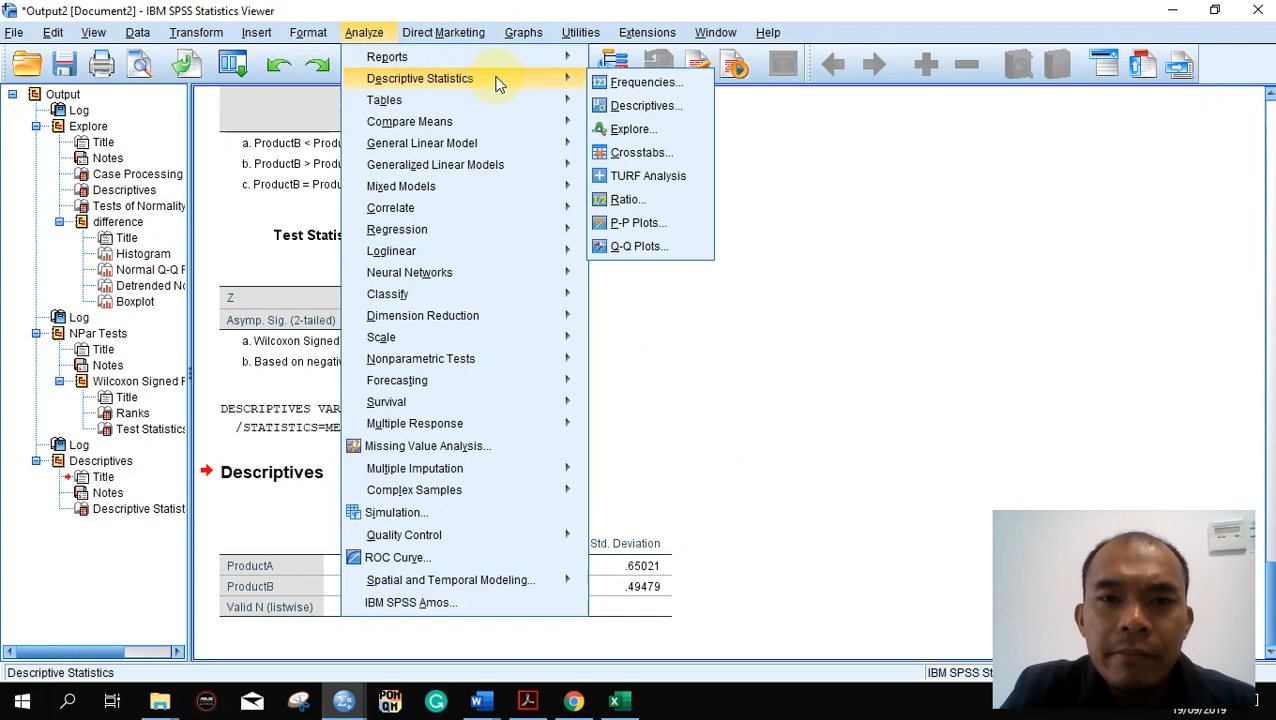 *Output2 [Document2] - IBM SPSS Statistics Viewer
File Edit View Data Transform Insert Format Analyze Direct Marketing Graphs Utilities Extensions Window Help
Output
Log
Explore
Title
Notes
Case Processing
Descriptives
Tests of Normality
difference
Title
Histogram
Normal Q-Q P
Detrended No
Boxplot
Log
NPar Tests
Title
Notes
Wilcoxon Signed R
Title
Ranks
Test Statistics
Log
Descriptives
Title
Notes
Descriptive Statist
a. ProductB < Produ
b. ProductB > Produ
c. ProductB = Produ
Test Statis
Z
Asymp. Sig. (2-tailed)
a. Wilcoxon Signed
b. Based on negativ
DESCRIPTIVES VAR
/STATISTICS=ME
Descriptives
Std. Deviation
ProductA .65021
ProductB .49479
Valid N (listwise)
Reports
Descriptive Statistics
Tables
Compare Means
General Linear Model
Generalized Linear Models
Mixed Models
Correlate
Regression
Loglinear
Neural Networks
Classify
Dimension Reduction
Scale
Nonparametric Tests
Forecasting
Survival
Multiple Response
Missing Value Analysis...
Multiple Imputation
Complex Samples
Simulation...
Quality Control
ROC Curve...
Spatial and Temporal Modeling...
IBM SPSS Amos...
Frequencies...
Descriptives...
Explore...
Crosstabs...
TURF Analysis
Ratio...
P-P Plots...
Q-Q Plots...
Descriptive Statistics
IBM SPSS St
POM
QM
19/09/2019